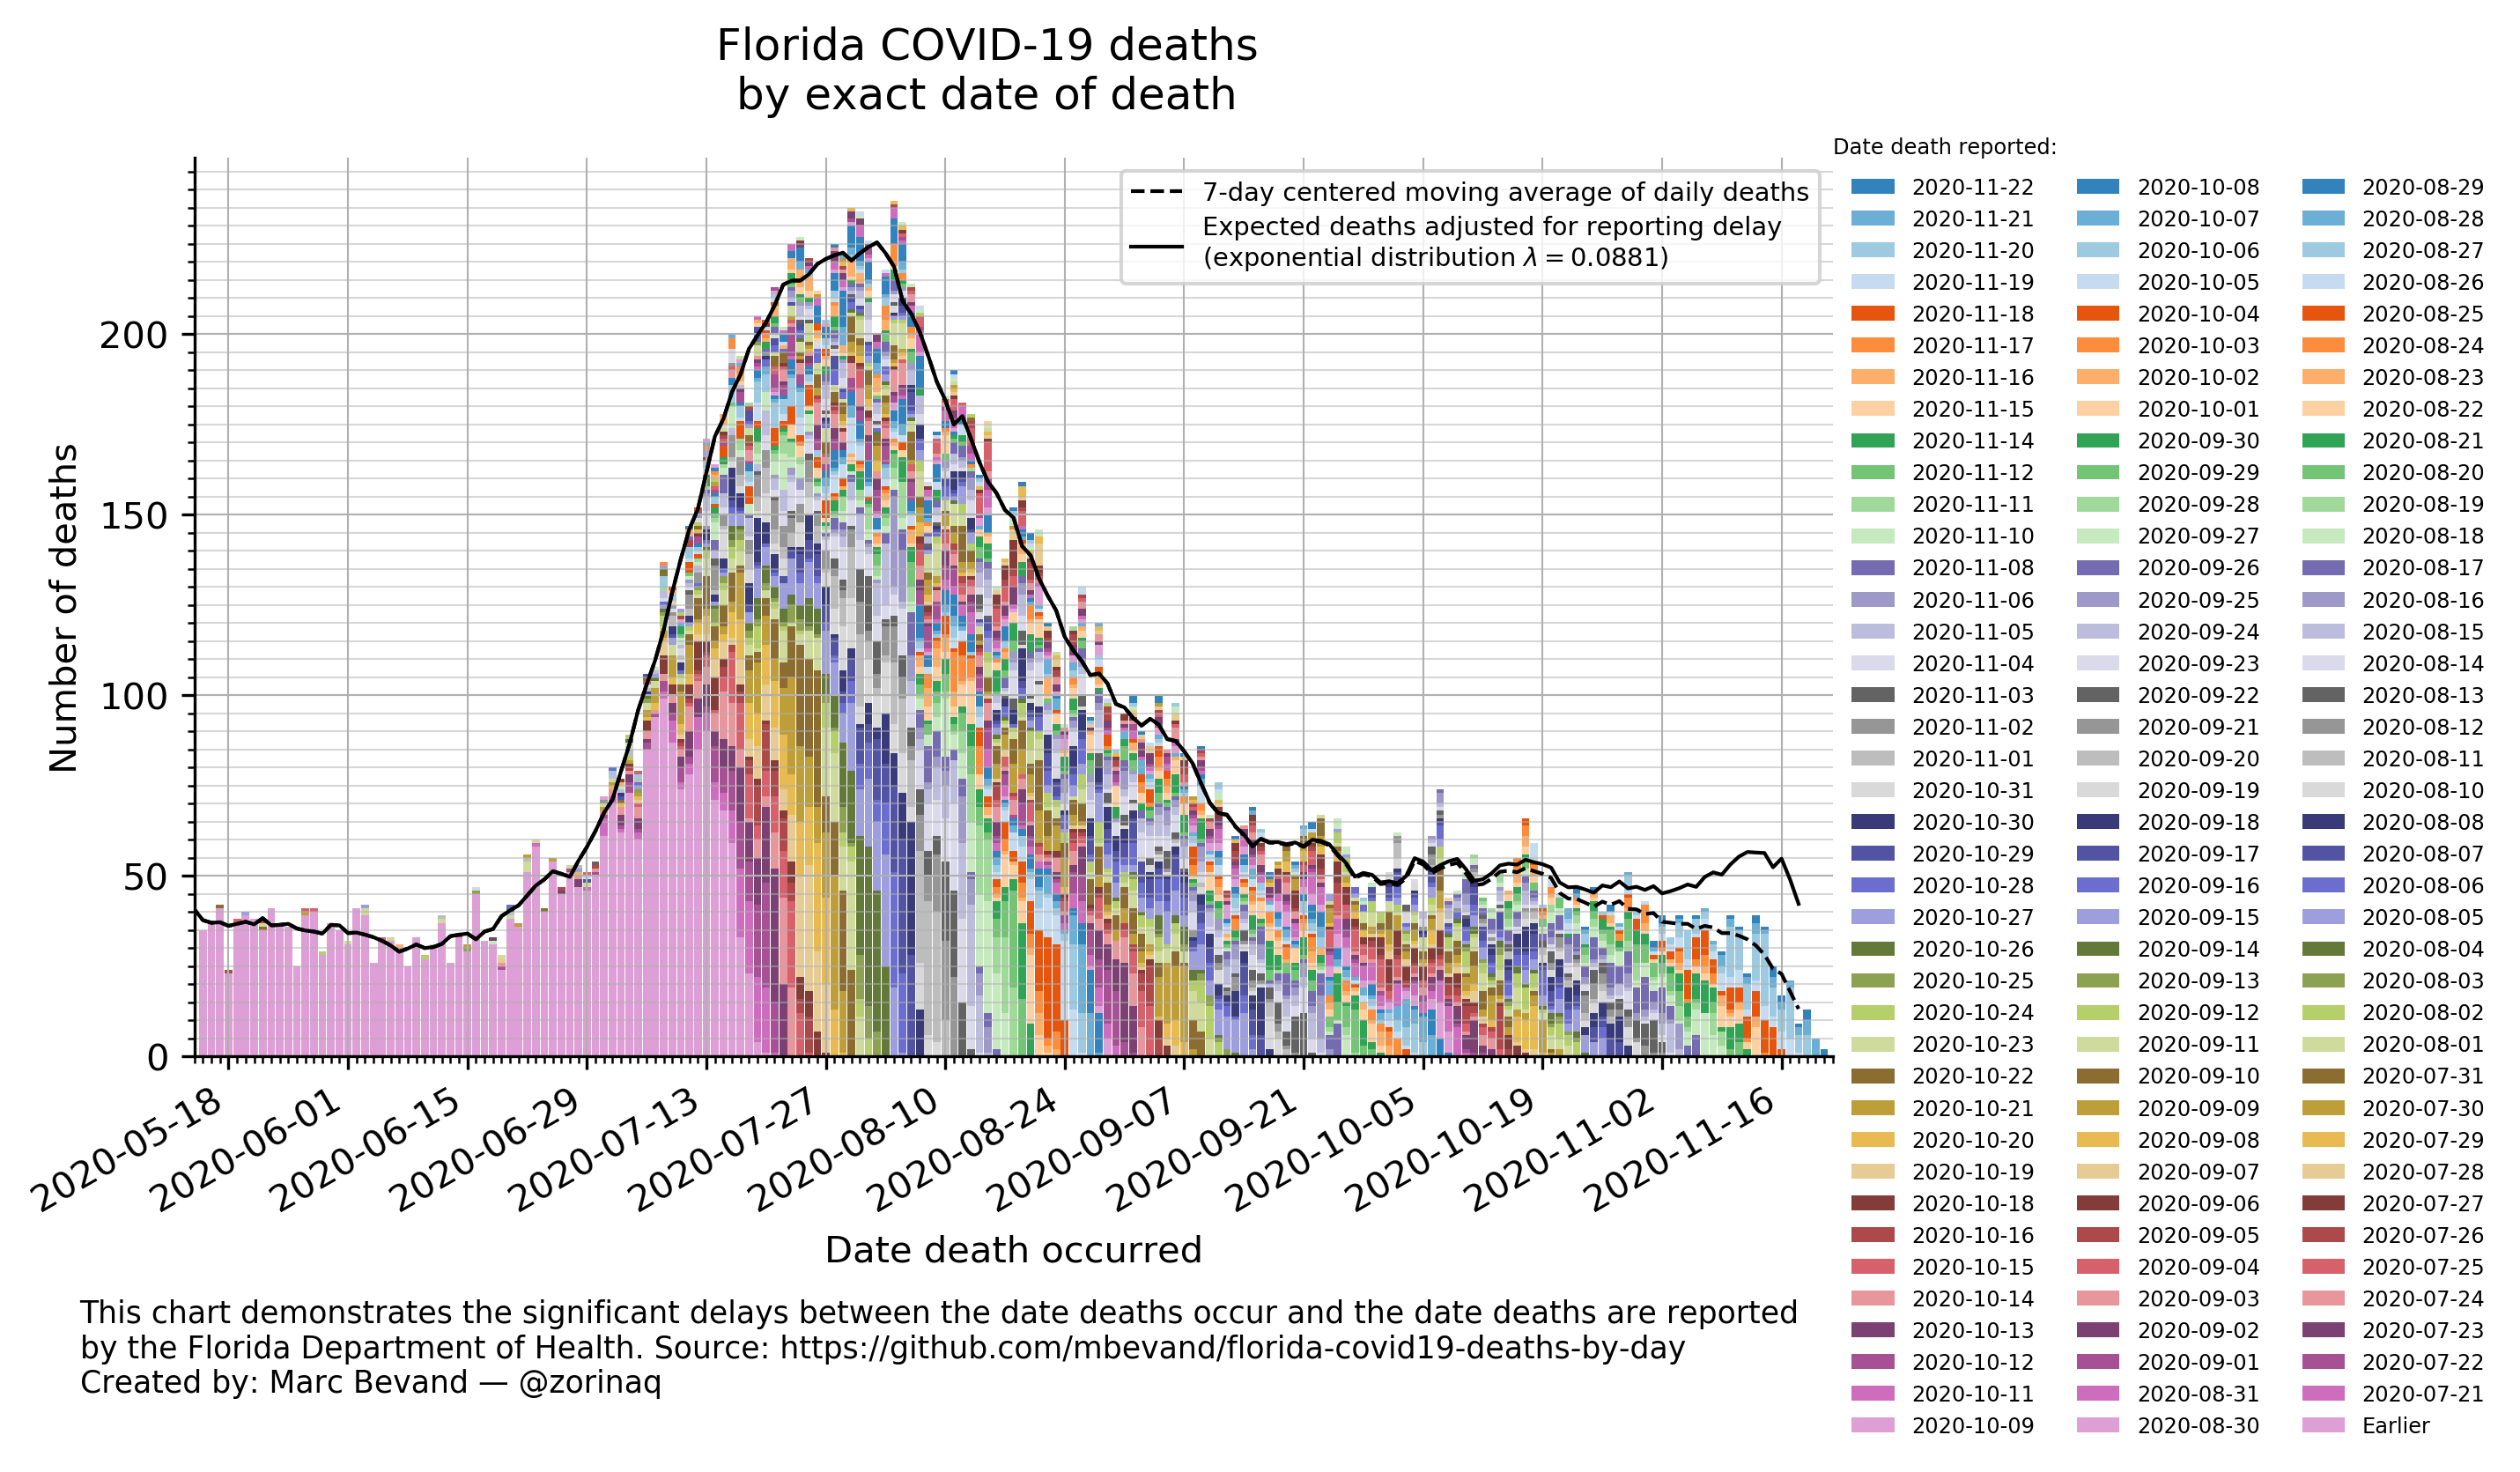 Florida COVID-19 deaths
by exact date of death
Date death reported:
7-day centered moving average of daily deaths
Expected deaths adjusted for reporting delay
(exponential distribution λ = 0.0881)
2020-11-22 2020-10-08 2020-08-29
2020-11-21 2020-10-07 2020-08-28
2020-11-20 2020-10-06 2020-08-27
2020-11-19 2020-10-05 2020-08-26
2020-11-18 2020-10-04 2020-08-25
2020-11-17 2020-10-03 2020-08-24
2020-11-16 2020-10-02 2020-08-23
2020-11-15 2020-10-01 2020-08-22
2020-11-14 2020-09-30 2020-08-21
2020-11-12 2020-09-29 2020-08-20
2020-11-11 2020-09-28 2020-08-19
2020-11-10 2020-09-27 2020-08-18
2020-11-08 2020-09-26 2020-08-17
2020-11-06 2020-09-25 2020-08-16
2020-11-05 2020-09-24 2020-08-15
2020-11-04 2020-09-23 2020-08-14
2020-11-03 2020-09-22 2020-08-13
2020-11-02 2020-09-21 2020-08-12
2020-11-01 2020-09-20 2020-08-11
2020-10-31 2020-09-19 2020-08-10
2020-10-30 2020-09-18 2020-08-08
2020-10-29 2020-09-17 2020-08-07
2020-10-28 2020-09-16 2020-08-06
2020-10-27 2020-09-15 2020-08-05
2020-10-26 2020-09-14 2020-08-04
2020-10-25 2020-09-13 2020-08-03
2020-10-24 2020-09-12 2020-08-02
2020-10-23 2020-09-11 2020-08-01
2020-10-22 2020-09-10 2020-07-31
2020-10-21 2020-09-09 2020-07-30
2020-10-20 2020-09-08 2020-07-29
2020-10-19 2020-09-07 2020-07-28
2020-10-18 2020-09-06 2020-07-27
2020-10-16 2020-09-05 2020-07-26
2020-10-15 2020-09-04 2020-07-25
2020-10-14 2020-09-03 2020-07-24
2020-10-13 2020-09-02 2020-07-23
2020-10-12 2020-09-01 2020-07-22
2020-10-11 2020-08-31 2020-07-21
2020-10-09 2020-08-30 Earlier
Number of deaths
200
150
100
50
0
2020-05-18 2020-06-01 2020-06-15 2020-06-29 2020-07-13 2020-07-27 2020-08-10 2020-08-24 2020-09-07 2020-09-21 2020-10-05 2020-10-19 2020-11-02 2020-11-16
Date death occurred
This chart demonstrates the significant delays between the date deaths occur and the date deaths are reported
by the Florida Department of Health. Source: https://github.com/mbevand/florida-covid19-deaths-by-day
Created by: Marc Bevand — @zorinaq